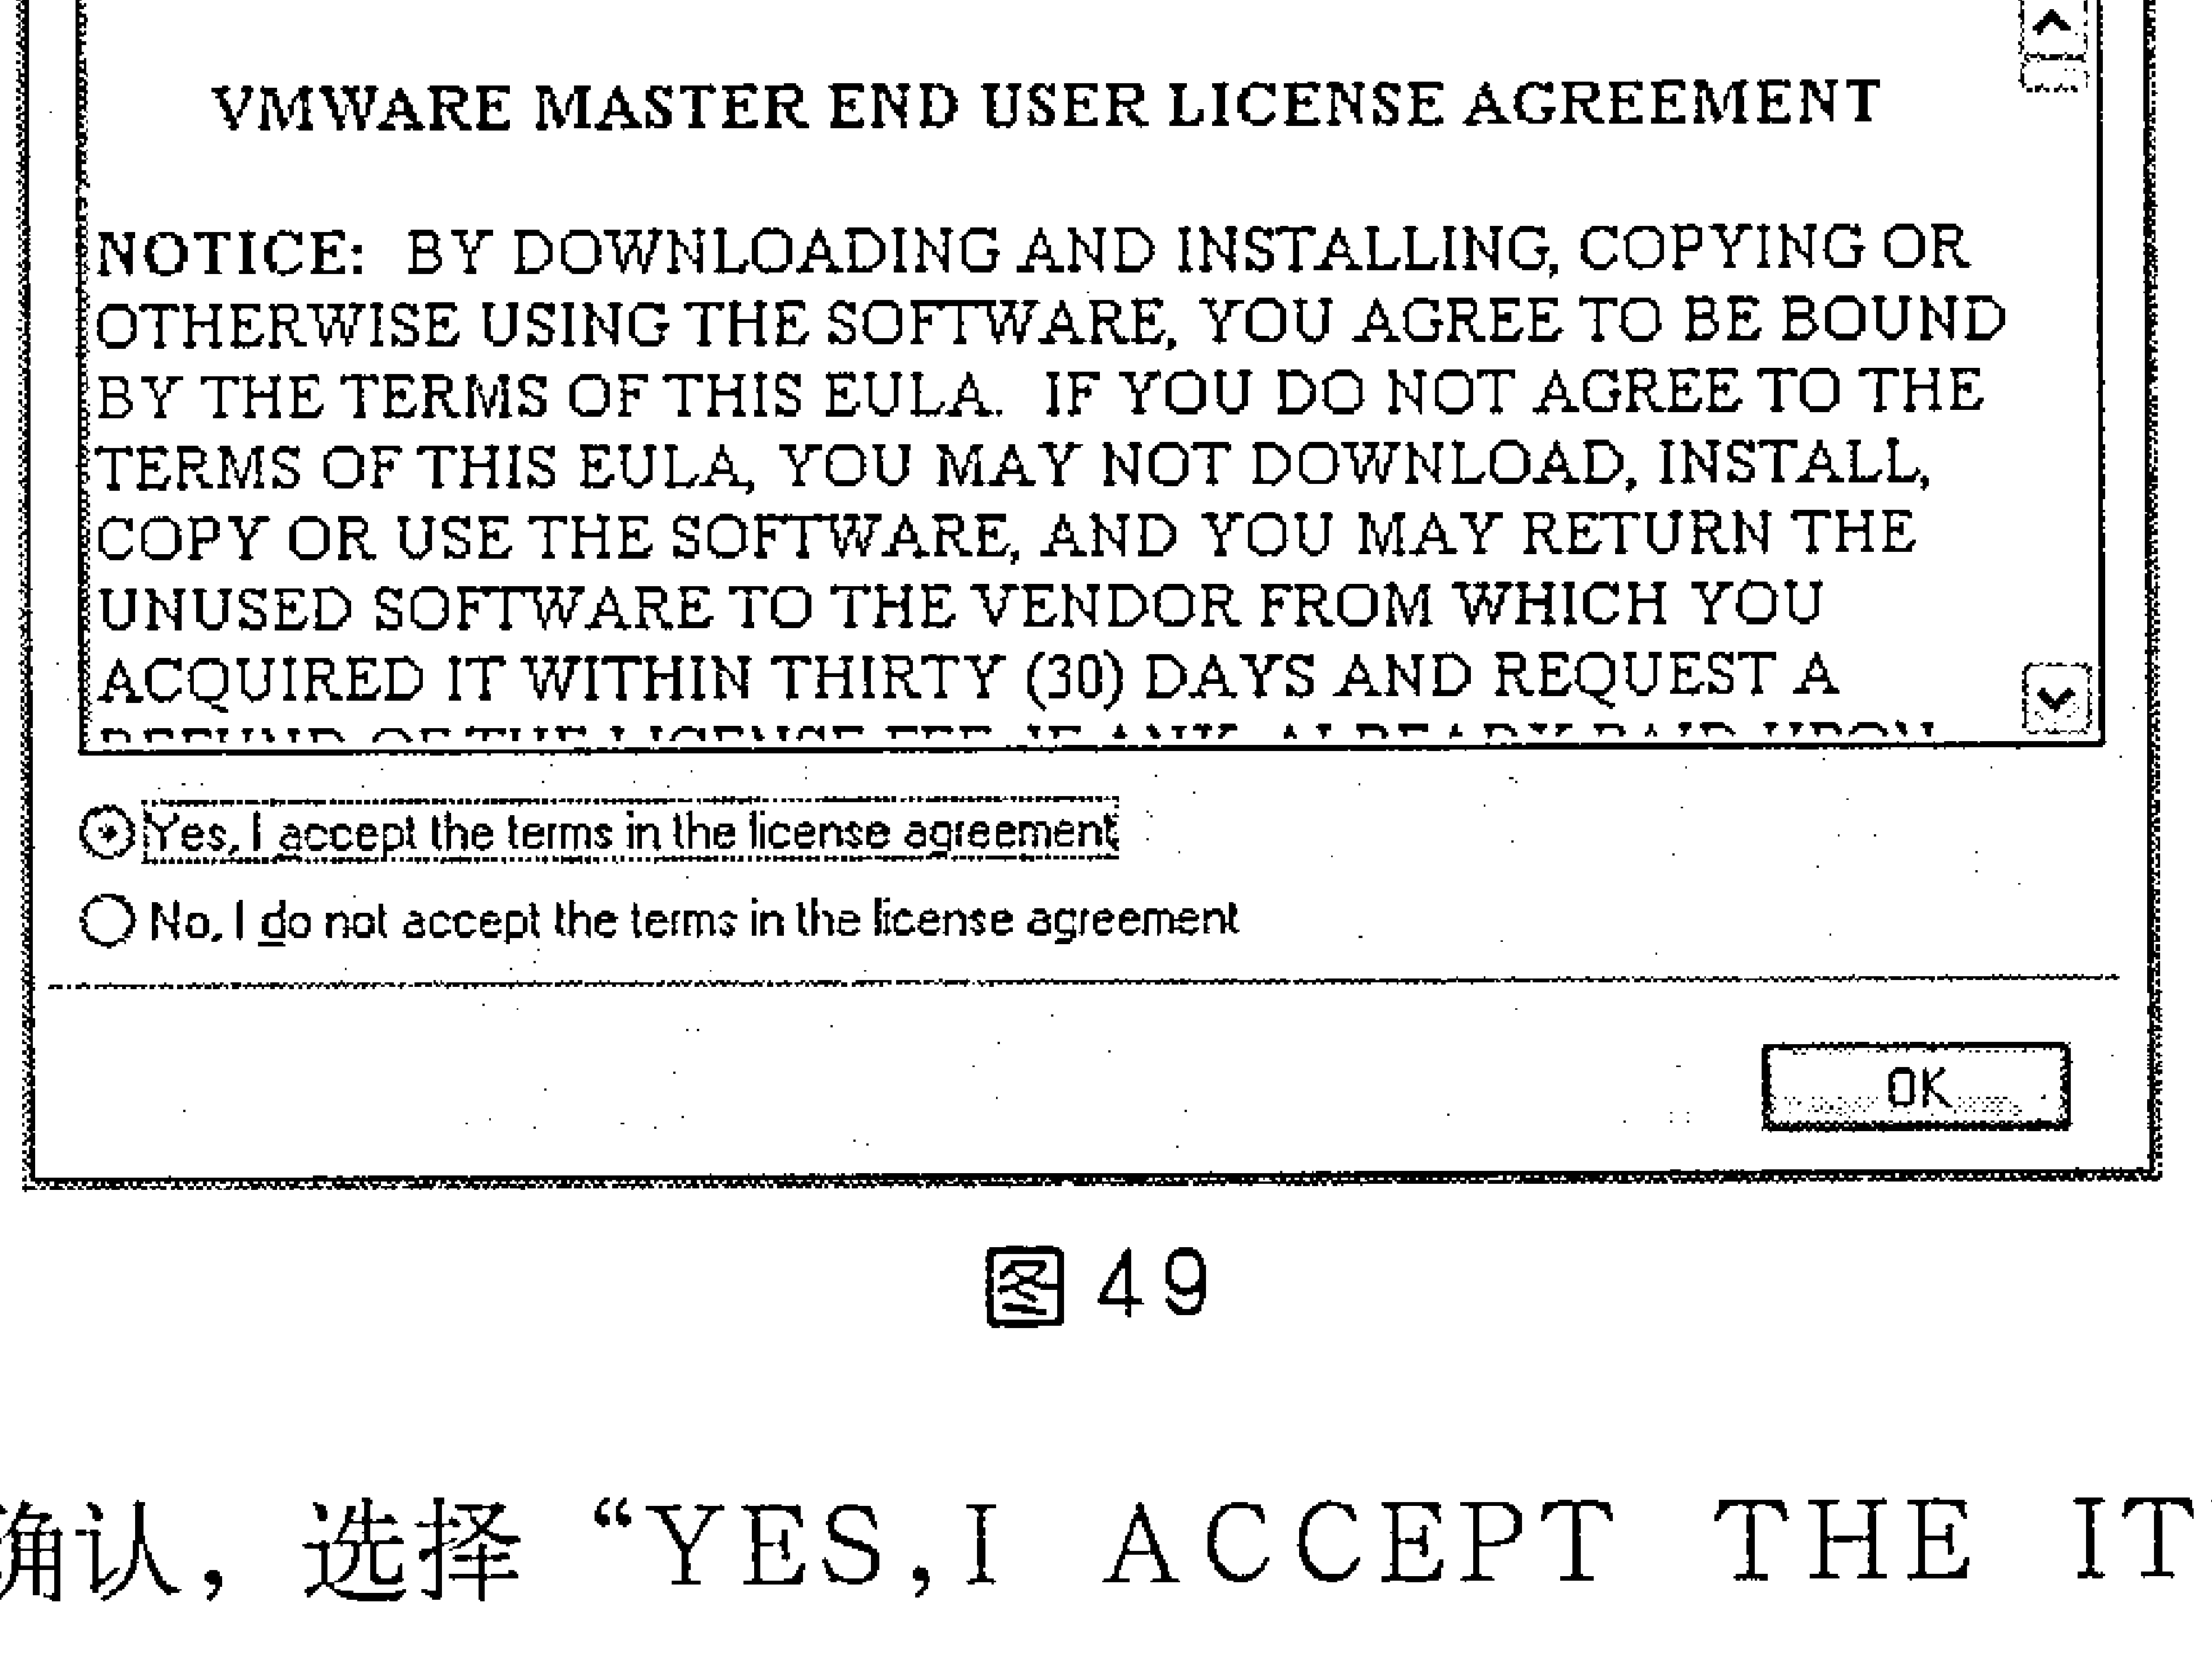 VMWARE MASTER END USER LICENSE AGREEMENT
NOTICE: BY DOWNLOADING AND INSTALLING, COPYING OR
OTHERWISE USING THE SOFTWARE, YOU AGREE TO BE BOUND
BY THE TERMS OF THIS EULA. IF YOU DO NOT AGREE TO THE
TERMS OF THIS EULA, YOU MAY NOT DOWNLOAD, INSTALL,
COPY OR USE THE SOFTWARE, AND YOU MAY RETURN THE
UNUSED SOFTWARE TO THE VENDOR FROM WHICH YOU
ACQUIRED IT WITHIN THIRTY (30) DAYS AND REQUEST A
Yes, I accept the terms in the license agreement
No, I do not accept the terms in the license agreement
OK
图 49
确认，选择 “YES,I ACCEPT THE IT